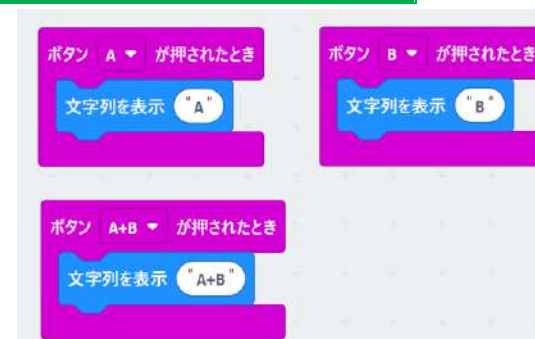 ボタン A が押されたとき
文字列を表示 "A"
ボタン B が押されたとき
文字列を表示 "B"
ボタン A+B が押されたとき
文字列を表示 "A+B"